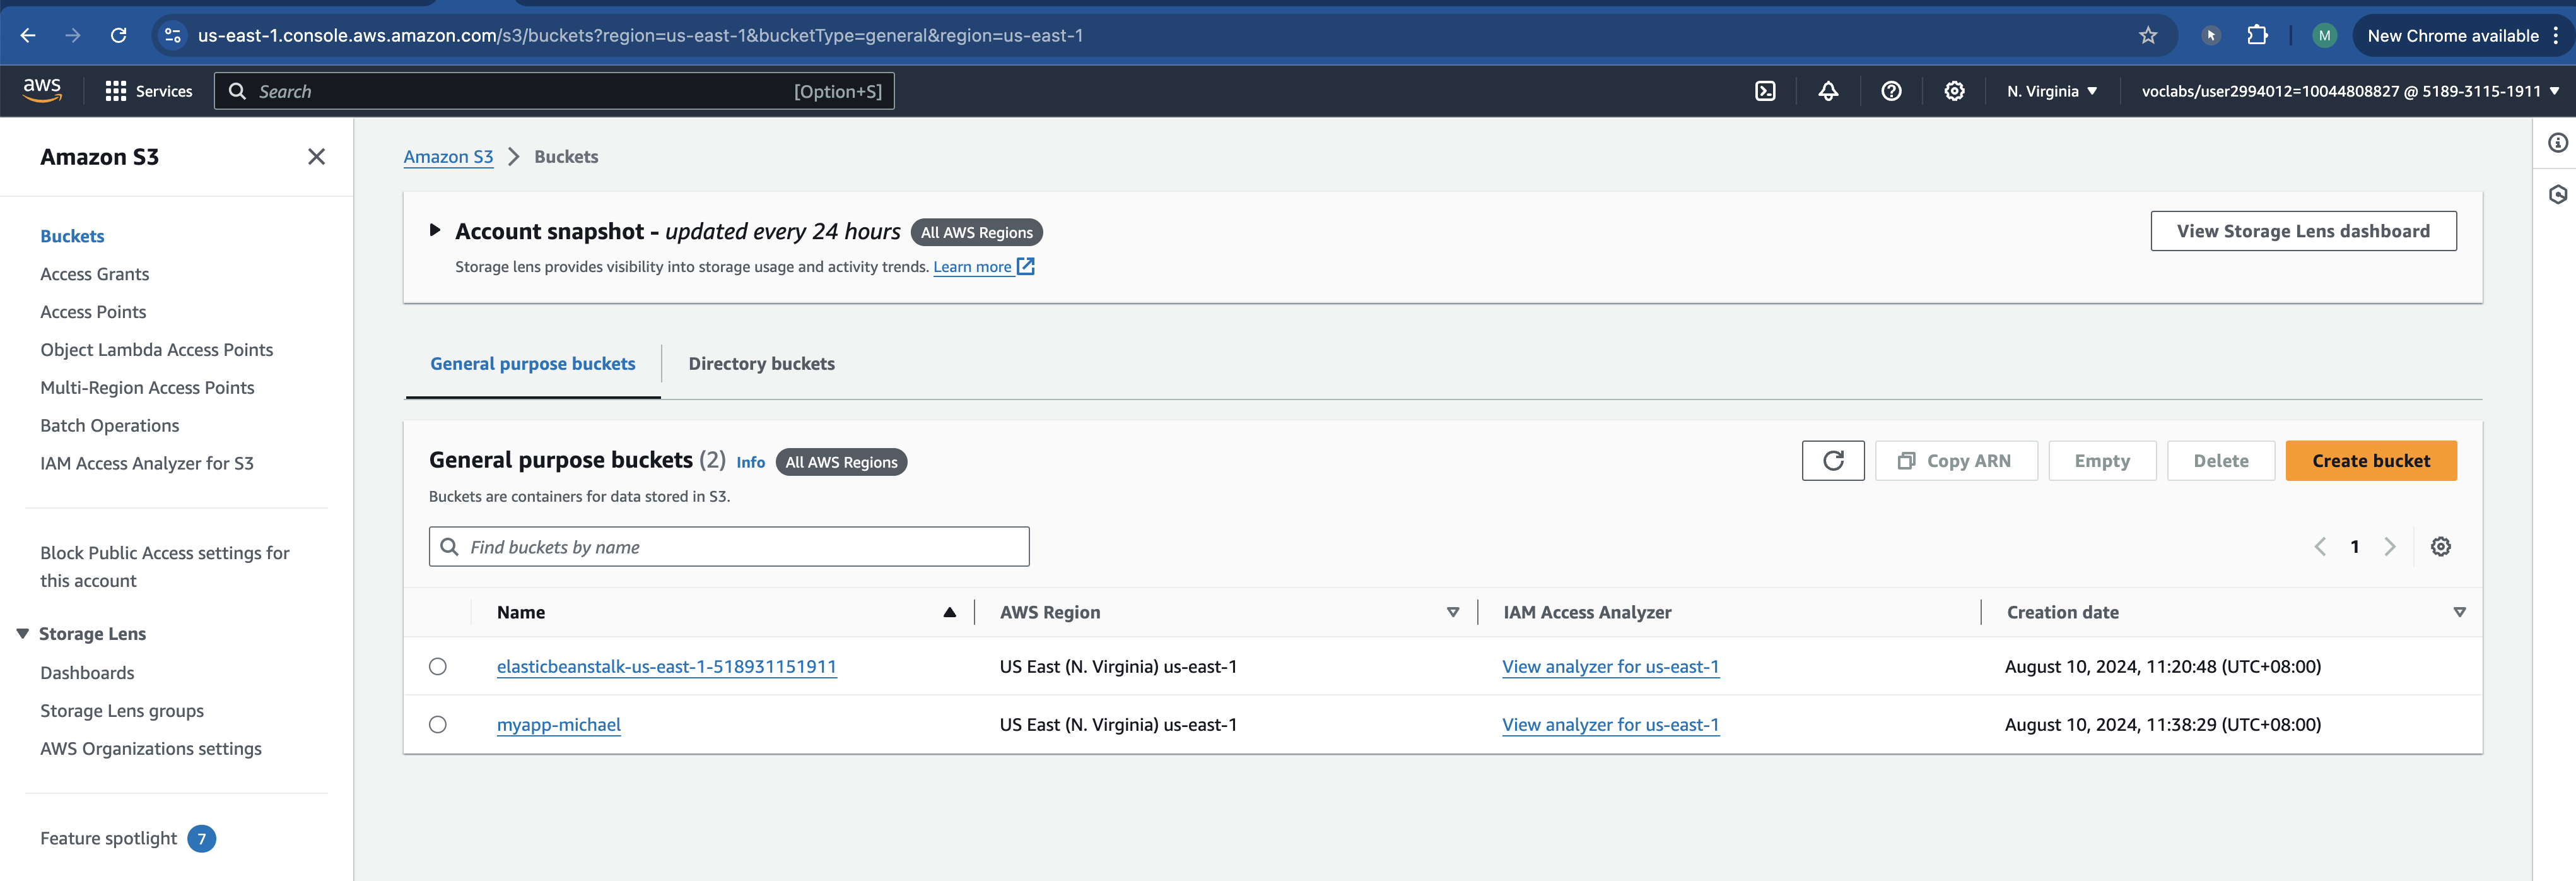 us-east-1.console.aws.amazon.com/s3/buckets?region=us-east-1&bucketType=general&region=us-east-1
M
New Chrome available
aws
Services
Search
[Option+S]
N. Virginia
voclabs/user2994012=10044808827 @ 5189-3115-1911
Amazon S3
Buckets
Access Grants
Access Points
Object Lambda Access Points
Multi-Region Access Points
Batch Operations
IAM Access Analyzer for S3
Block Public Access settings for
this account
Storage Lens
Dashboards
Storage Lens groups
AWS Organizations settings
Feature spotlight 7
Amazon S3 > Buckets
Account snapshot - updated every 24 hours All AWS Regions
Storage lens provides visibility into storage usage and activity trends. Learn more
View Storage Lens dashboard
General purpose buckets
Directory buckets
General purpose buckets (2) Info All AWS Regions
Buckets are containers for data stored in S3.
Copy ARN
Empty
Delete
Create bucket
Find buckets by name
1
Name AWS Region IAM Access Analyzer Creation date
elasticbeanstalk-us-east-1-518931151911 US East (N. Virginia) us-east-1 View analyzer for us-east-1 August 10, 2024, 11:20:48 (UTC+08:00)
myapp-michael US East (N. Virginia) us-east-1 View analyzer for us-east-1 August 10, 2024, 11:38:29 (UTC+08:00)